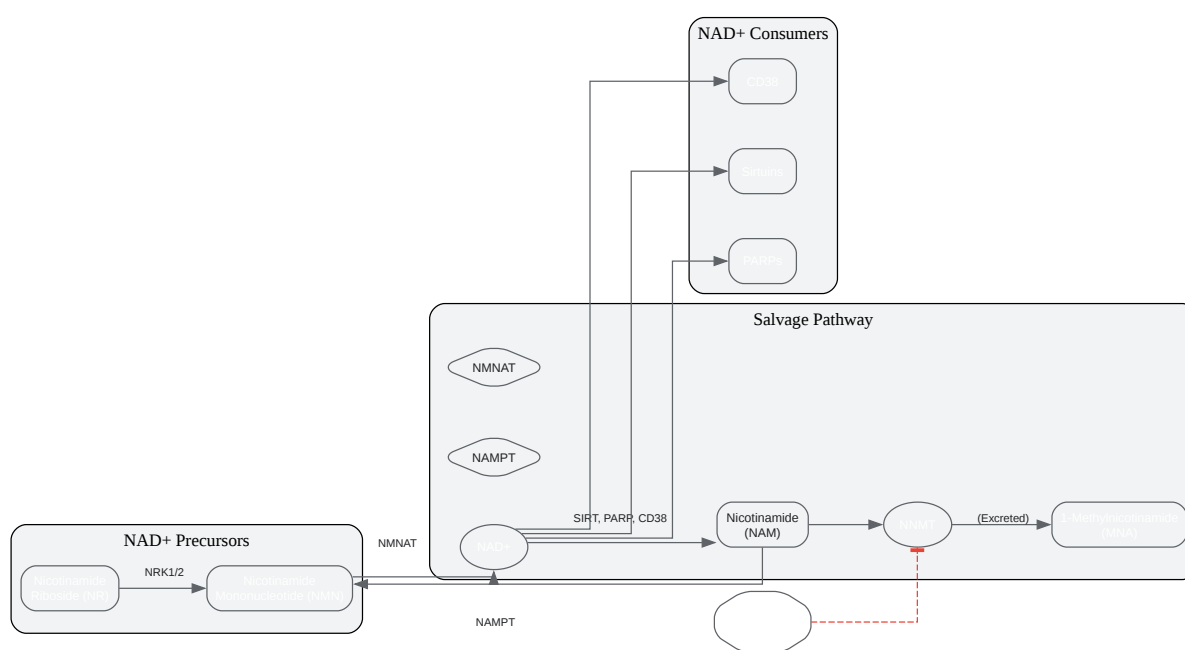 NAD+ Consumers
CD38
Sirtuins
PARPs
Salvage Pathway
NMNAT
NAMPT
SIRT, PARP, CD38
NAD+
Nicotinamide
(NAM)
NNMT
(Excreted)
1-Methylnicotinamide
(MNA)
NAD+ Precursors
NMNAT
Nicotinamide
Riboside (NR)
NRK1/2
Nicotinamide
Mononucleotide (NMN)
NAMPT